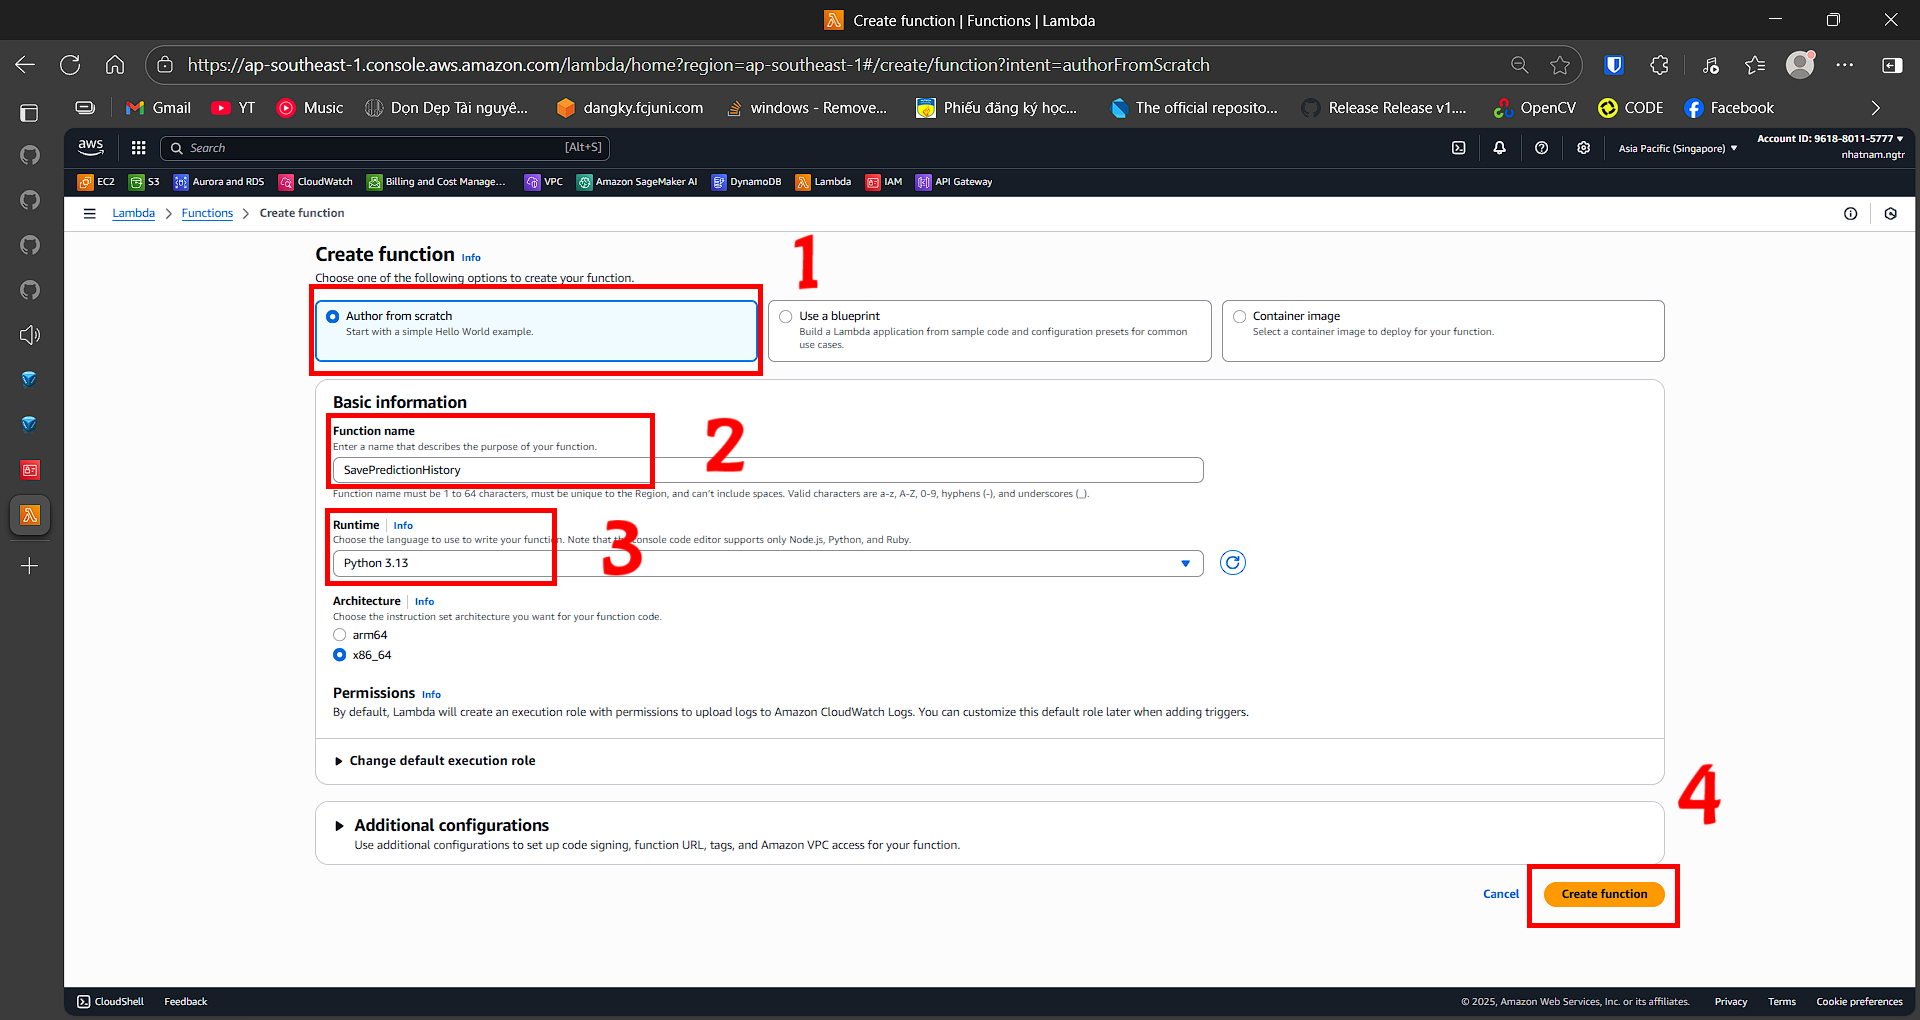 Create function | Functions | Lambda
https://ap-southeast-1.console.aws.amazon.com/lambda/home?region=ap-southeast-1#/create/function?intent=authorFromScratch
Gmail YT Music Dọn Dẹp Tài nguyê... dangky.fcjuni.com windows - Remove... Phiếu đăng ký học... The official reposito... Release Release v1.... OpenCV CODE Facebook
aws Search [Alt+S] Asia Pacific (Singapore) Account ID: 9618-8011-5777
nhatnam.ngtr
EC2 S3 Aurora and RDS CloudWatch Billing and Cost Manage... VPC Amazon SageMaker AI DynamoDB Lambda IAM API Gateway
Lambda Functions Create function
Create function Info
Choose one of the following options to create your function.
1
Author from scratch
Start with a simple Hello World example.
Use a blueprint
Build a Lambda application from sample code and configuration presets for common
use cases.
Container image
Select a container image to deploy for your function.
Basic information
Function name
Enter a name that describes the purpose of your function.
SavePredictionHistory
2
Function name must be 1 to 64 characters, must be unique to the Region, and can't include spaces. Valid characters are a-z, A-Z, 0-9, hyphens (-), and underscores (_).
Runtime Info
Choose the language to use to write your function. Note that the console code editor supports only Node.js, Python, and Ruby.
Python 3.13
3
Architecture Info
Choose the instruction set architecture you want for your function code.
arm64
x86_64
Permissions Info
By default, Lambda will create an execution role with permissions to upload logs to Amazon CloudWatch Logs. You can customize this default role later when adding triggers.
Change default execution role
4
Additional configurations
Use additional configurations to set up code signing, function URL, tags, and Amazon VPC access for your function.
Cancel Create function
CloudShell Feedback © 2025, Amazon Web Services, Inc. or its affiliates. Privacy Terms Cookie preferences